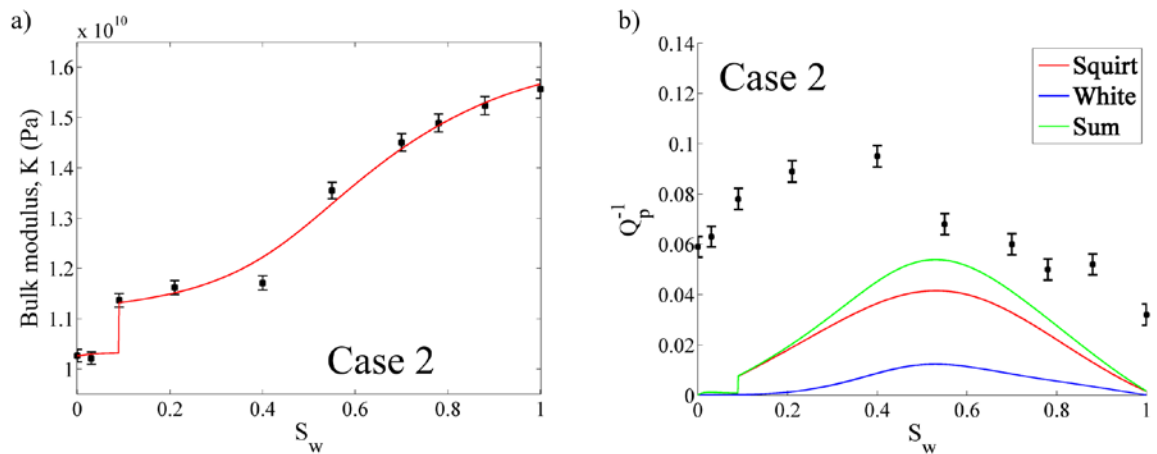 a)
x 10^10
Bulk modulus, K (Pa)
1.6
1.5
1.4
1.3
1.2
1.1
1
0
0.2
0.4
0.6
0.8
1
S_w
Case 2
b)
Q_p^-1
0.14
0.12
0.1
0.08
0.06
0.04
0.02
0
0
0.2
0.4
0.6
0.8
1
S_w
Case 2
Squirt
White
Sum